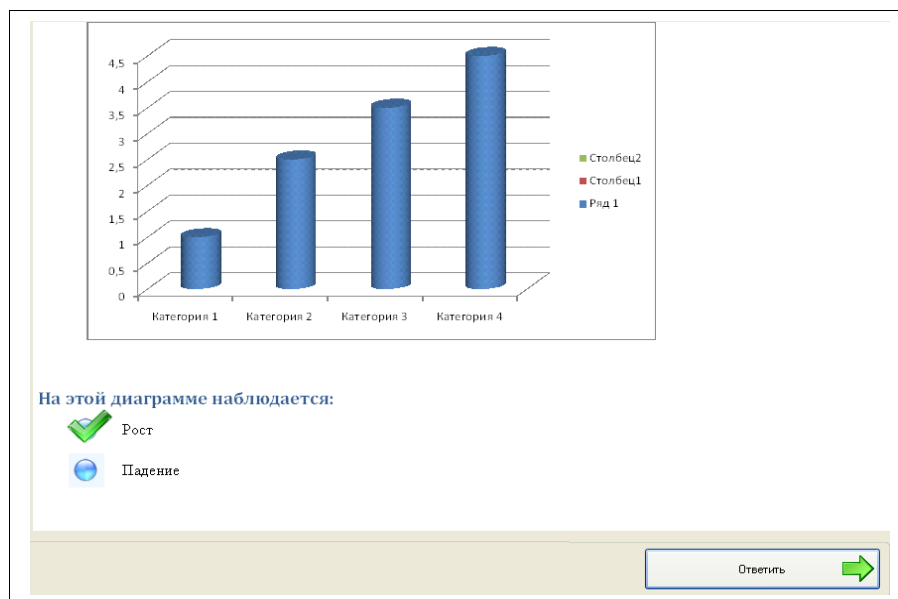 4,5
4
3,5
3
2,5
2
1,5
1
0,5
0
Категория 1 Категория 2 Категория 3 Категория 4
Столбец2
Столбец1
Ряд 1
На этой диаграмме наблюдается:
Рост
Падение
Ответить